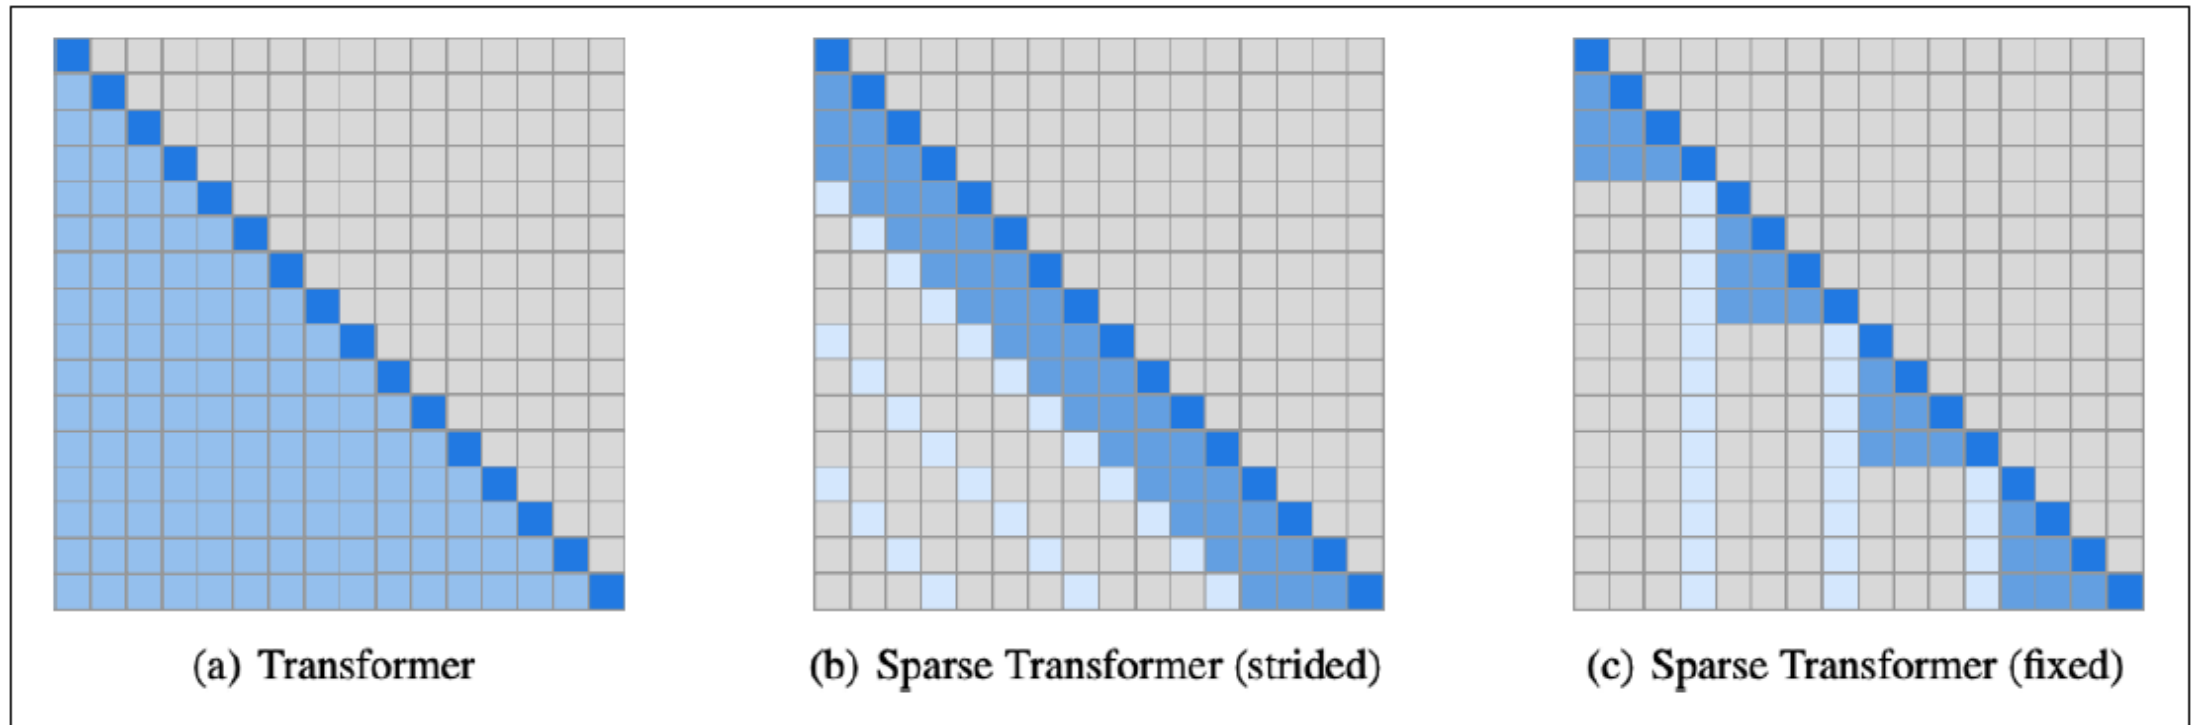 (a) Transformer
(b) Sparse Transformer (strided)
(c) Sparse Transformer (fixed)